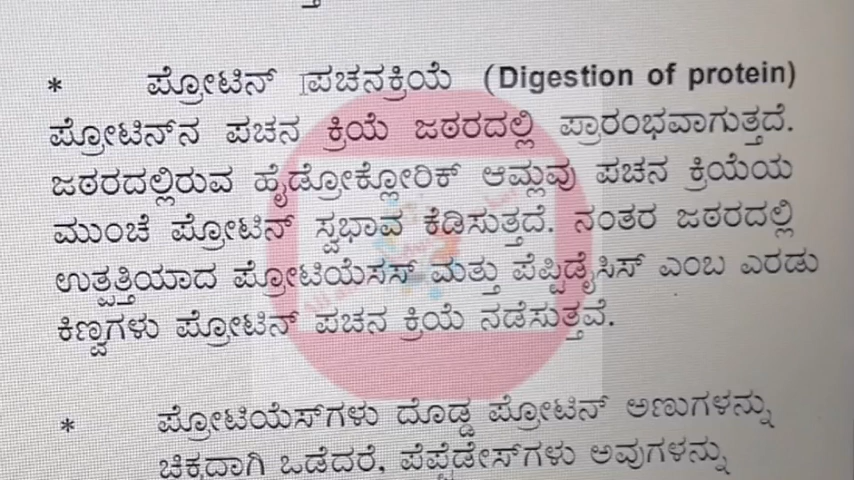 * ಪ್ರೋಟಿನ್ ಪಚನಕ್ರಿಯೆ (Digestion of protein)
ಪ್ರೋಟಿನ್‌ನ ಪಚನ ಕ್ರಿಯೆ ಜಠರದಲ್ಲಿ ಪ್ರಾರಂಭವಾಗುತ್ತದೆ.
ಜಠರದಲ್ಲಿರುವ ಹೈಡ್ರೋಕ್ಲೋರಿಕ್ ಆಮ್ಲವು ಪಚನ ಕ್ರಿಯೆಯ
ಮುಂಚೆ ಪ್ರೋಟಿನ್ ಸ್ವಭಾವ ಕೆಡಿಸುತ್ತದೆ. ನಂತರ ಜಠರದಲ್ಲಿ
ಉತ್ಪತ್ತಿಯಾದ ಪ್ರೋಟಿಯೆಸಸ್ ಮತ್ತು ಪೆಪ್ಪಿಡೈಸಿಸ್ ಎಂಬ ಎರಡು
ಕಿಣ್ವಗಳು ಪ್ರೋಟಿನ್ ಪಚನ ಕ್ರಿಯೆ ನಡೆಸುತ್ತವೆ.
* ಪ್ರೋಟಿಯೆಸ್‌ಗಳು ದೊಡ್ಡ ಪ್ರೋಟಿನ್ ಅಣುಗಳನ್ನು
ಚಿಕ್ಕದಾಗಿ ಒಡೆದರೆ, ಪೆಪ್ಟೆಡೇಸ್‌ಗಳು ಅವುಗಳನ್ನು